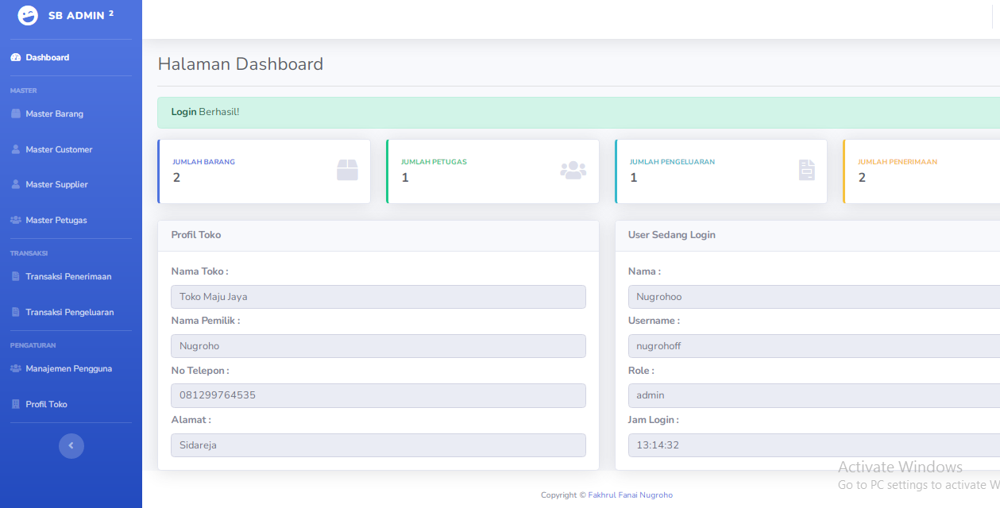 SB ADMIN 2
Dashboard
MASTER
Master Barang
Master Customer
Master Supplier
Master Petugas
TRANSAKSI
Transaksi Penerimaan
Transaksi Pengeluaran
PENGATURAN
Manajemen Pengguna
Profil Toko
Halaman Dashboard
Login Berhasil!
JUMLAH BARANG
2
JUMLAH PETUGAS
1
JUMLAH PENGELUARAN
1
JUMLAH PENERIMAAN
2
Profil Toko
Nama Toko :
Toko Maju Jaya
Nama Pemilik :
Nugroho
No Telepon :
081299764535
Alamat :
Sidareja
User Sedang Login
Nama :
Nugrohoo
Username :
nugrohoff
Role :
admin
Jam Login :
13:14:32
Activate Windows
Go to PC settings to activate W
Copyright © Fakhrul Fanai Nugroho